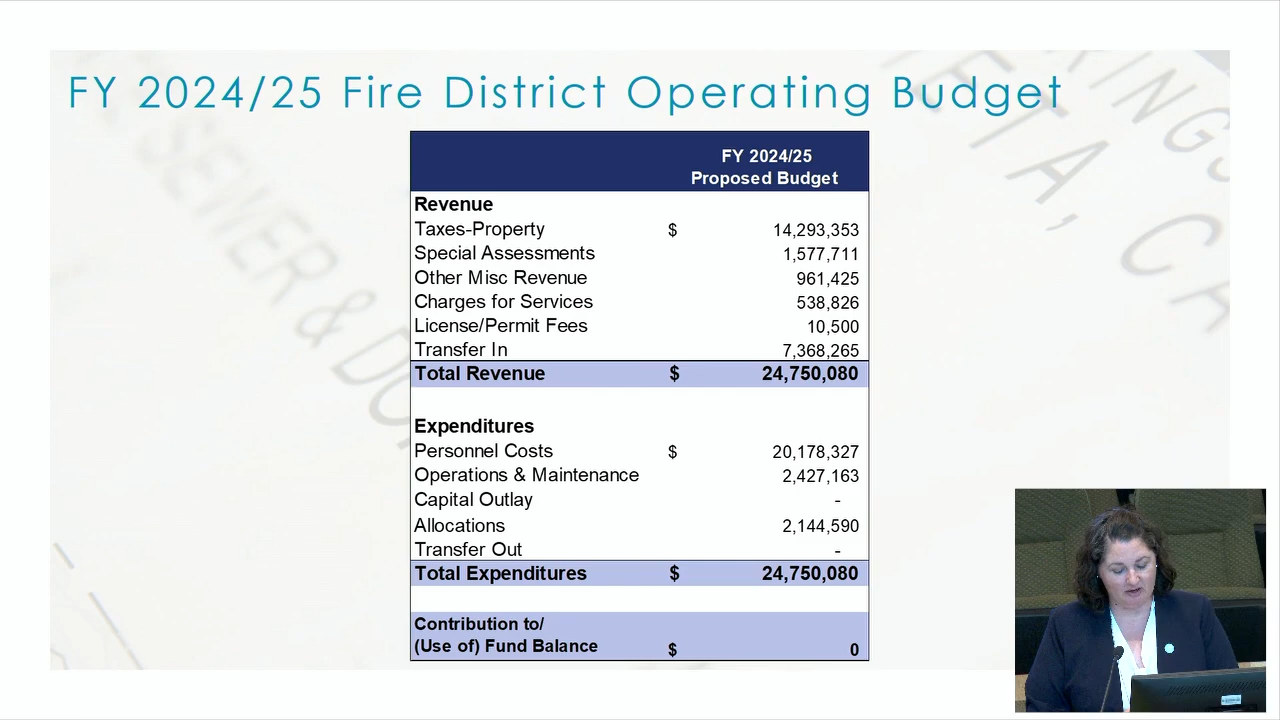 FY 2024/25 Fire District Operating Budget
FY 2024/25
Proposed Budget
Revenue
Taxes-Property $ 14,293,353
Special Assessments 1,577,711
Other Misc Revenue 961,425
Charges for Services 538,826
License/Permit Fees 10,500
Transfer In 7,368,265
Total Revenue $ 24,750,080
Expenditures
Personnel Costs $ 20,178,327
Operations & Maintenance 2,427,163
Capital Outlay -
Allocations 2,144,590
Transfer Out -
Total Expenditures $ 24,750,080
Contribution to/
(Use of) Fund Balance $ 0